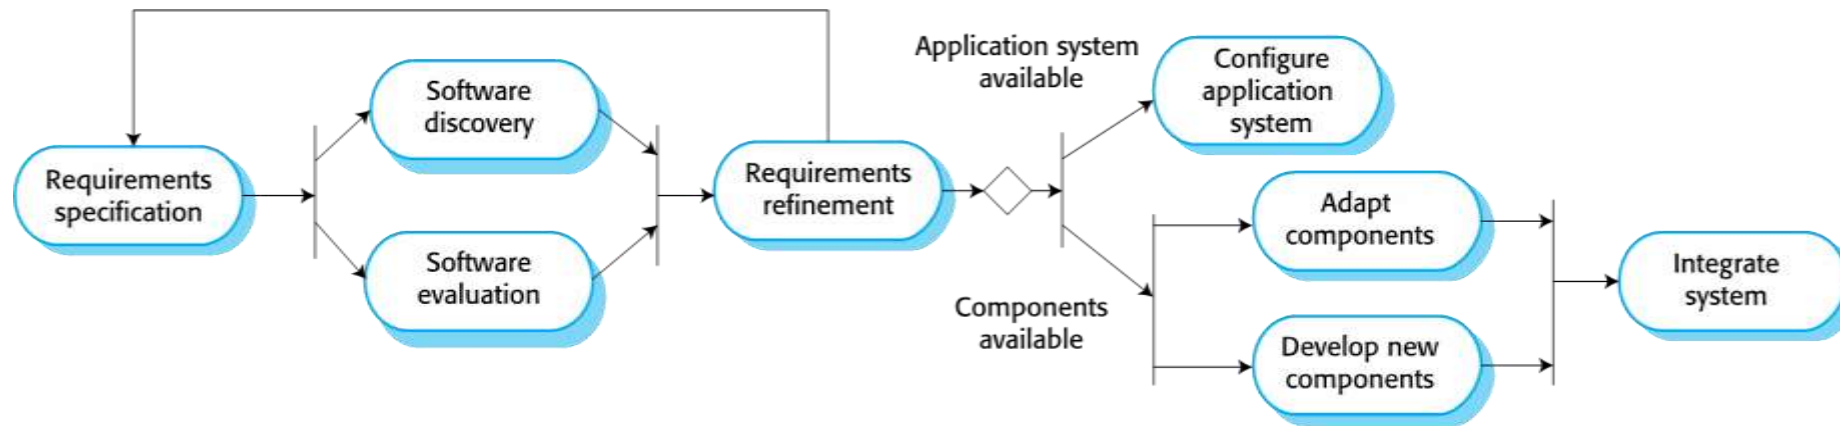 Requirements
specification
Software
discovery
Software
evaluation
Requirements
refinement
Application system
available
Configure
application
system
Components
available
Adapt
components
Develop new
components
Integrate
system